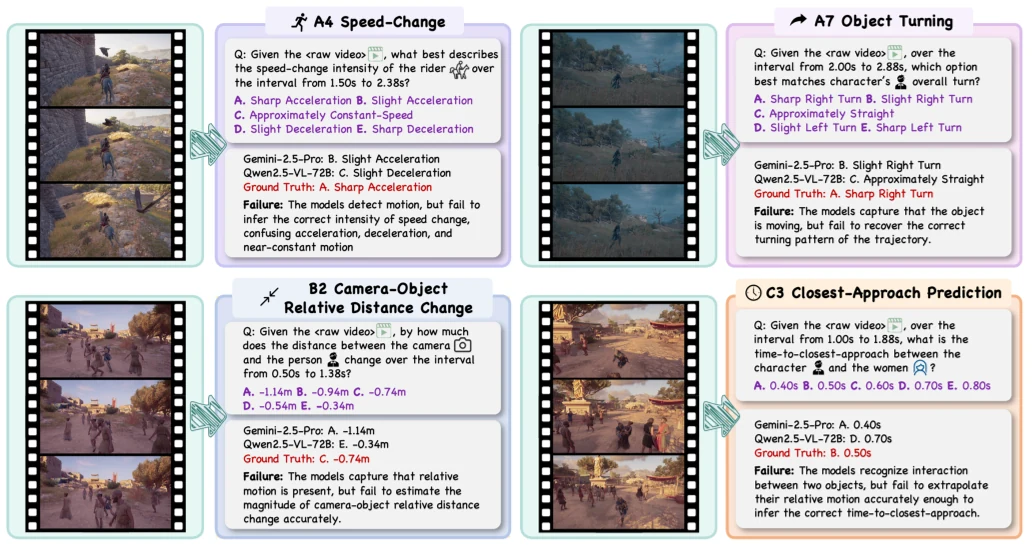 A4 Speed-Change
Q: Given the <raw video> , what best describes
the speed-change intensity of the rider over
the interval from 1.50s to 2.38s?
A. Sharp Acceleration B. Slight Acceleration
C. Approximately Constant-Speed
D. Slight Deceleration E. Sharp Deceleration
Gemini-2.5-Pro: B. Slight Acceleration
Qwen2.5-VL-72B: C. Slight Deceleration
Ground Truth: A. Sharp Acceleration
Failure: The models detect motion, but fail to
infer the correct intensity of speed change,
confusing acceleration, deceleration, and
near-constant motion
A7 Object Turning
Q: Given the <raw video> , over the
interval from 2.00s to 2.88s, which option
best matches character's overall turn?
A. Sharp Right Turn B. Slight Right Turn
C. Approximately Straight
D. Slight Left Turn E. Sharp Left Turn
Gemini-2.5-Pro: B. Slight Right Turn
Qwen2.5-VL-72B: C. Approximately Straight
Ground Truth: A. Sharp Right Turn
Failure: The models capture that the object
is moving, but fail to recover the correct
turning pattern of the trajectory.
B2 Camera-Object
Relative Distance Change
Q: Given the <raw video> , by how much
does the distance between the camera
and the person change over the interval
from 0.50s to 1.38s?
A. -1.14m B. -0.94m C. -0.74m
D. -0.54m E. -0.34m
Gemini-2.5-Pro: A. -1.14m
Qwen2.5-VL-72B: E. -0.34m
Ground Truth: C. -0.74m
Failure: The models capture that relative
motion is present, but fail to estimate the
magnitude of camera-object relative distance
change accurately.
C3 Closest-Approach Prediction
Q: Given the <raw video> , over the
interval from 1.00s to 1.88s, what is the
time-to-closest-approach between the
character and the women ?
A. 0.40s B. 0.50s C. 0.60s D. 0.70s E. 0.80s
Gemini-2.5-Pro: A. 0.40s
Qwen2.5-VL-72B: D. 0.70s
Ground Truth: B. 0.50s
Failure: The models recognize interaction
between two objects, but fail to extrapolate
their relative motion accurately enough to
infer the correct time-to-closest-approach.